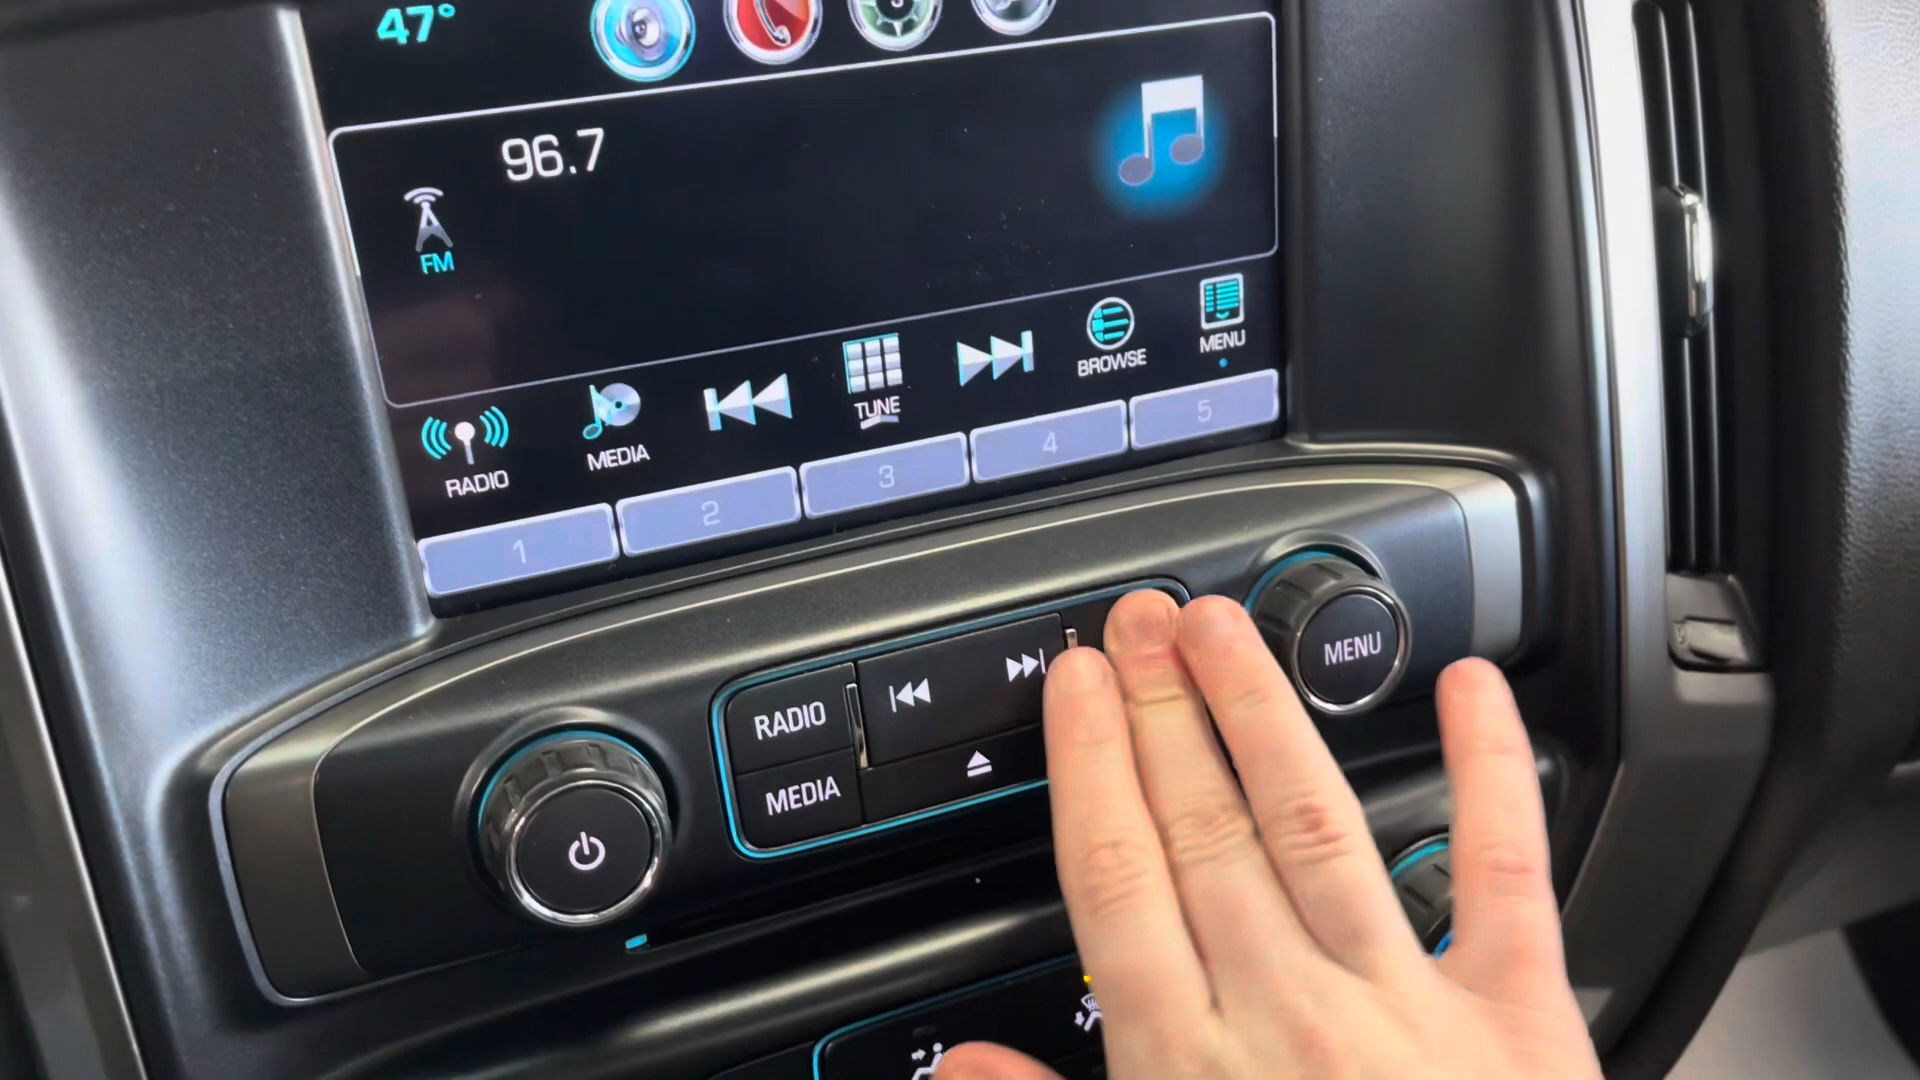 47°
96.7
FM
RADIO
MEDIA
TUNE
BROWSE
MENU
1
2
3
4
5
RADIO
MEDIA
MENU